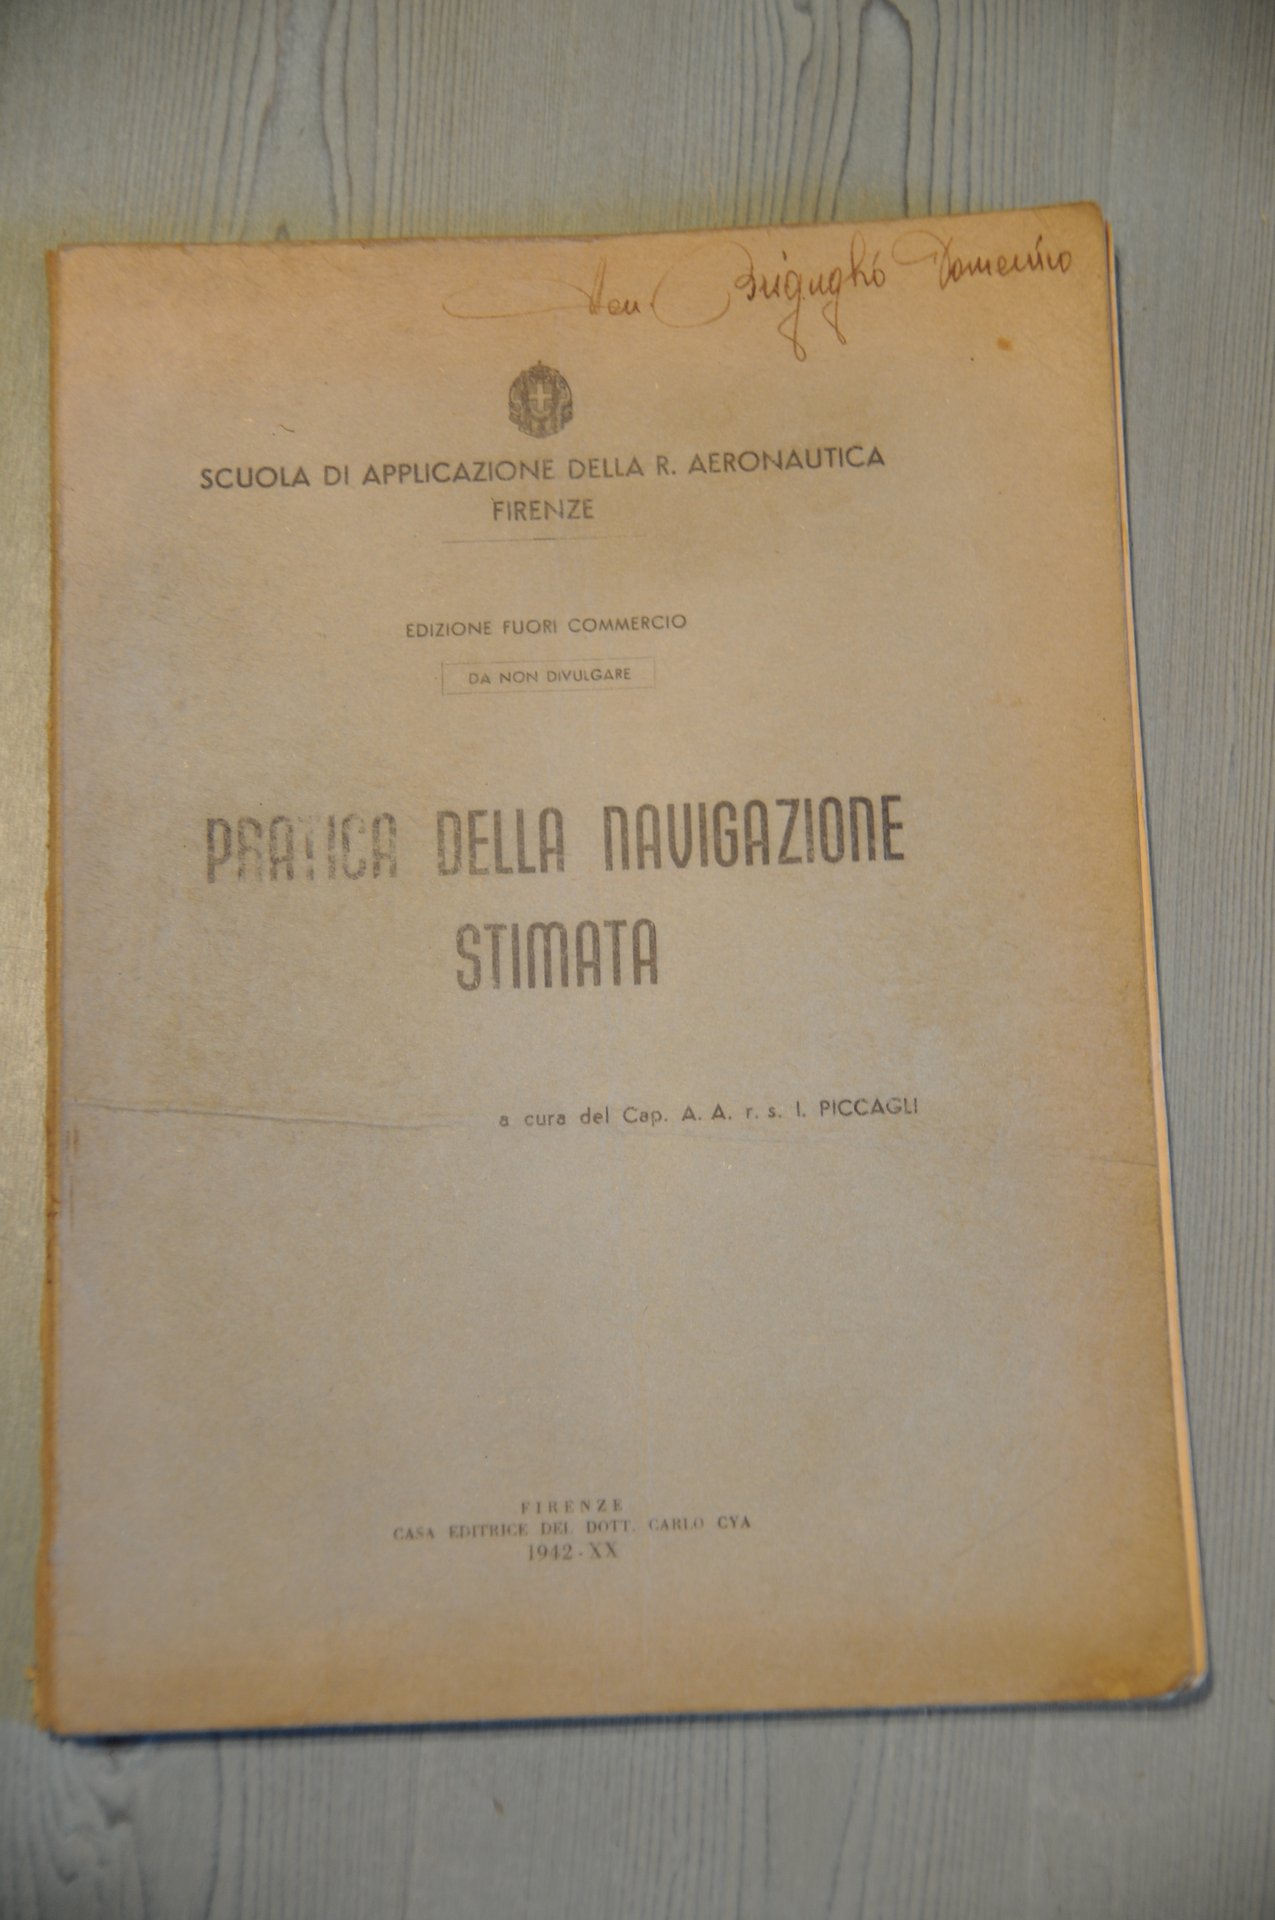 Domenico
SCUOLA DI APPLICAZIONE DELLA R. AERONAUTICA
FIRENZE
EDIZIONE FUORI COMMERCIO
DA NON DIVULGARE
PRATICA DELLA NAVIGAZIONE
STIMATA
a cura del Cap. A. A. r. s. I. PICCAGLI
FIRENZE
CASA EDITRICE DEL DOTT. CARLO CYA
1942 - XX